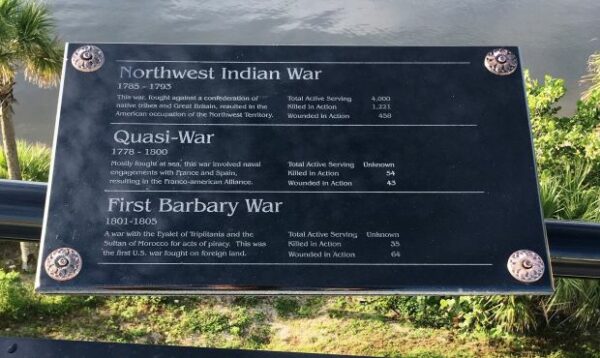 Northwest Indian War
1785 - 1793
This war, fought against a confederation of
native tribes and Great Britain, resulted in the
American occupation of the Northwest Territory.
Total Active Serving 4,000
Killed in Action 1,221
Wounded in Action 458
Quasi-War
1778 - 1800
Mostly fought at sea, this war involved naval
engagements with France and Spain,
resulting in the Franco-american Alliance.
Total Active Serving Unknown
Killed in Action 54
Wounded in Action 43
First Barbary War
1801-1805
A war with the Eyalet of Triplitania and the
Sultan of Morocco for acts of piracy. This was
the first U.S. war fought on foreign land.
Total Active Serving Unknown
Killed in Action 35
Wounded in Action 64